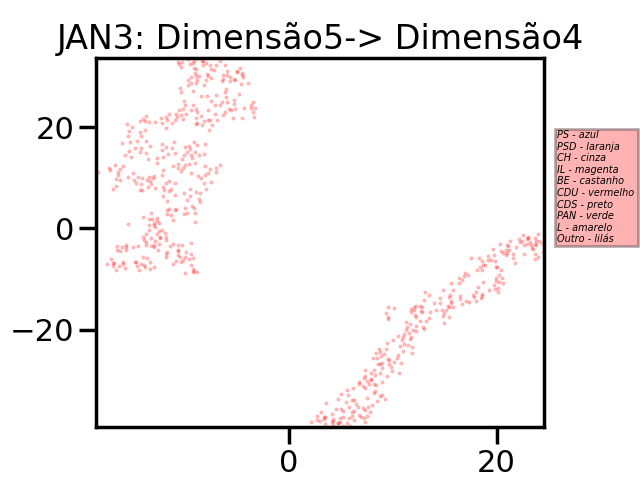 JAN3: Dimensão5-> Dimensão4
20
0
−20
0
20
PS - azul
PSD - laranja
CH - cinza
IL - magenta
BE - castanho
CDU - vermelho
CDS - preto
PAN - verde
L - amarelo
Outro - lilás